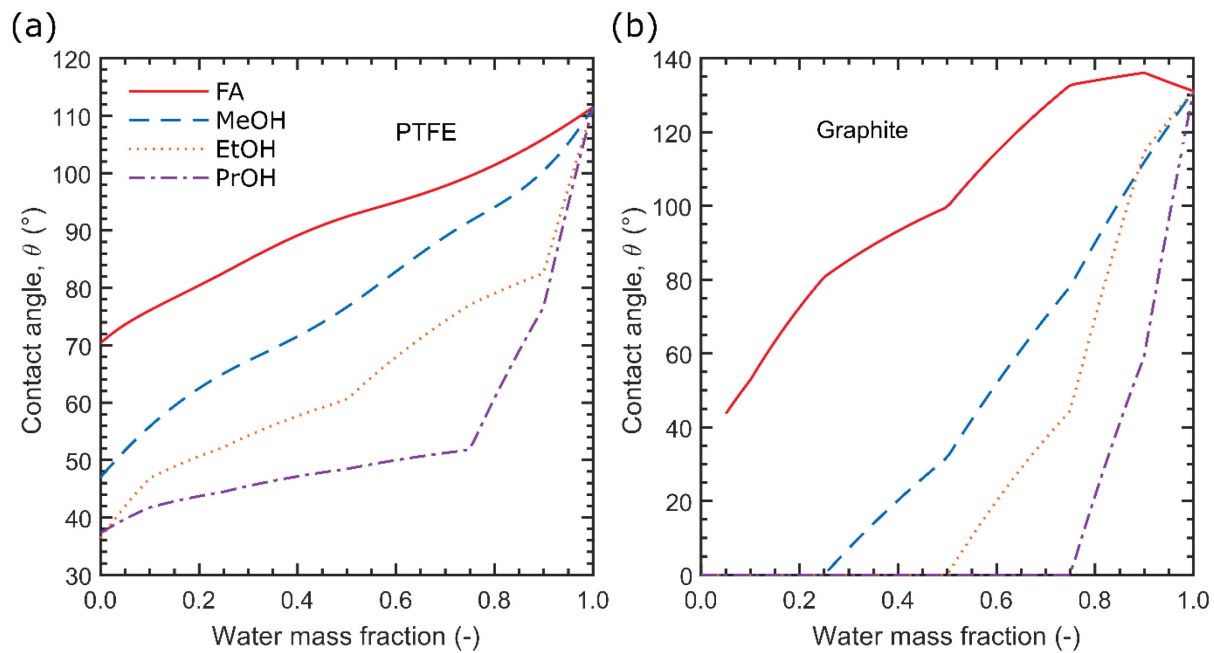 (a)
120
110
100
90
80
70
60
50
40
30
Contact angle, θ (°)
FA
MeOH
EtOH
PrOH
PTFE
0.0 0.2 0.4 0.6 0.8 1.0
Water mass fraction (-)
(b)
140
120
100
80
60
40
20
0
Contact angle, θ (°)
Graphite
0.0 0.2 0.4 0.6 0.8 1.0
Water mass fraction (-)